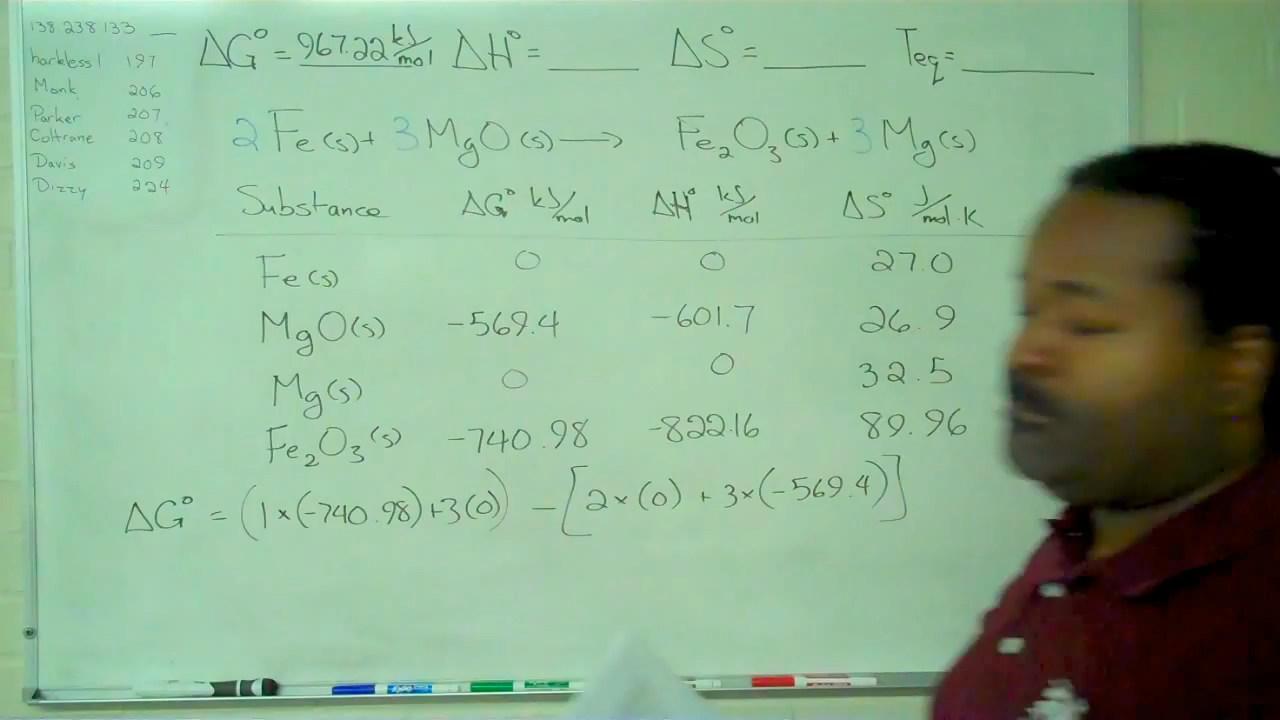 138 238 133 __
harkless1 197
Monk 206
Parker 207
Coltrane 208
Davis 209
Dizzy 224
ΔG° = 967.22 kJ/mol ΔH° = ____ ΔS° = ____ Teq = ____
2 Fe(s) + 3 MgO(s) ⟶ Fe₂O₃(s) + 3 Mg(s)
Substance ΔG° kJ/mol ΔH° kJ/mol ΔS° J/mol·K
Fe(s) 0 0 27.0
MgO(s) -569.4 -601.7 26.9
Mg(s) 0 0 32.5
Fe₂O₃(s) -740.98 -822.16 89.96
ΔG° = (1×(-740.98)+3(0)) - [2×(0) + 3×(-569.4)]